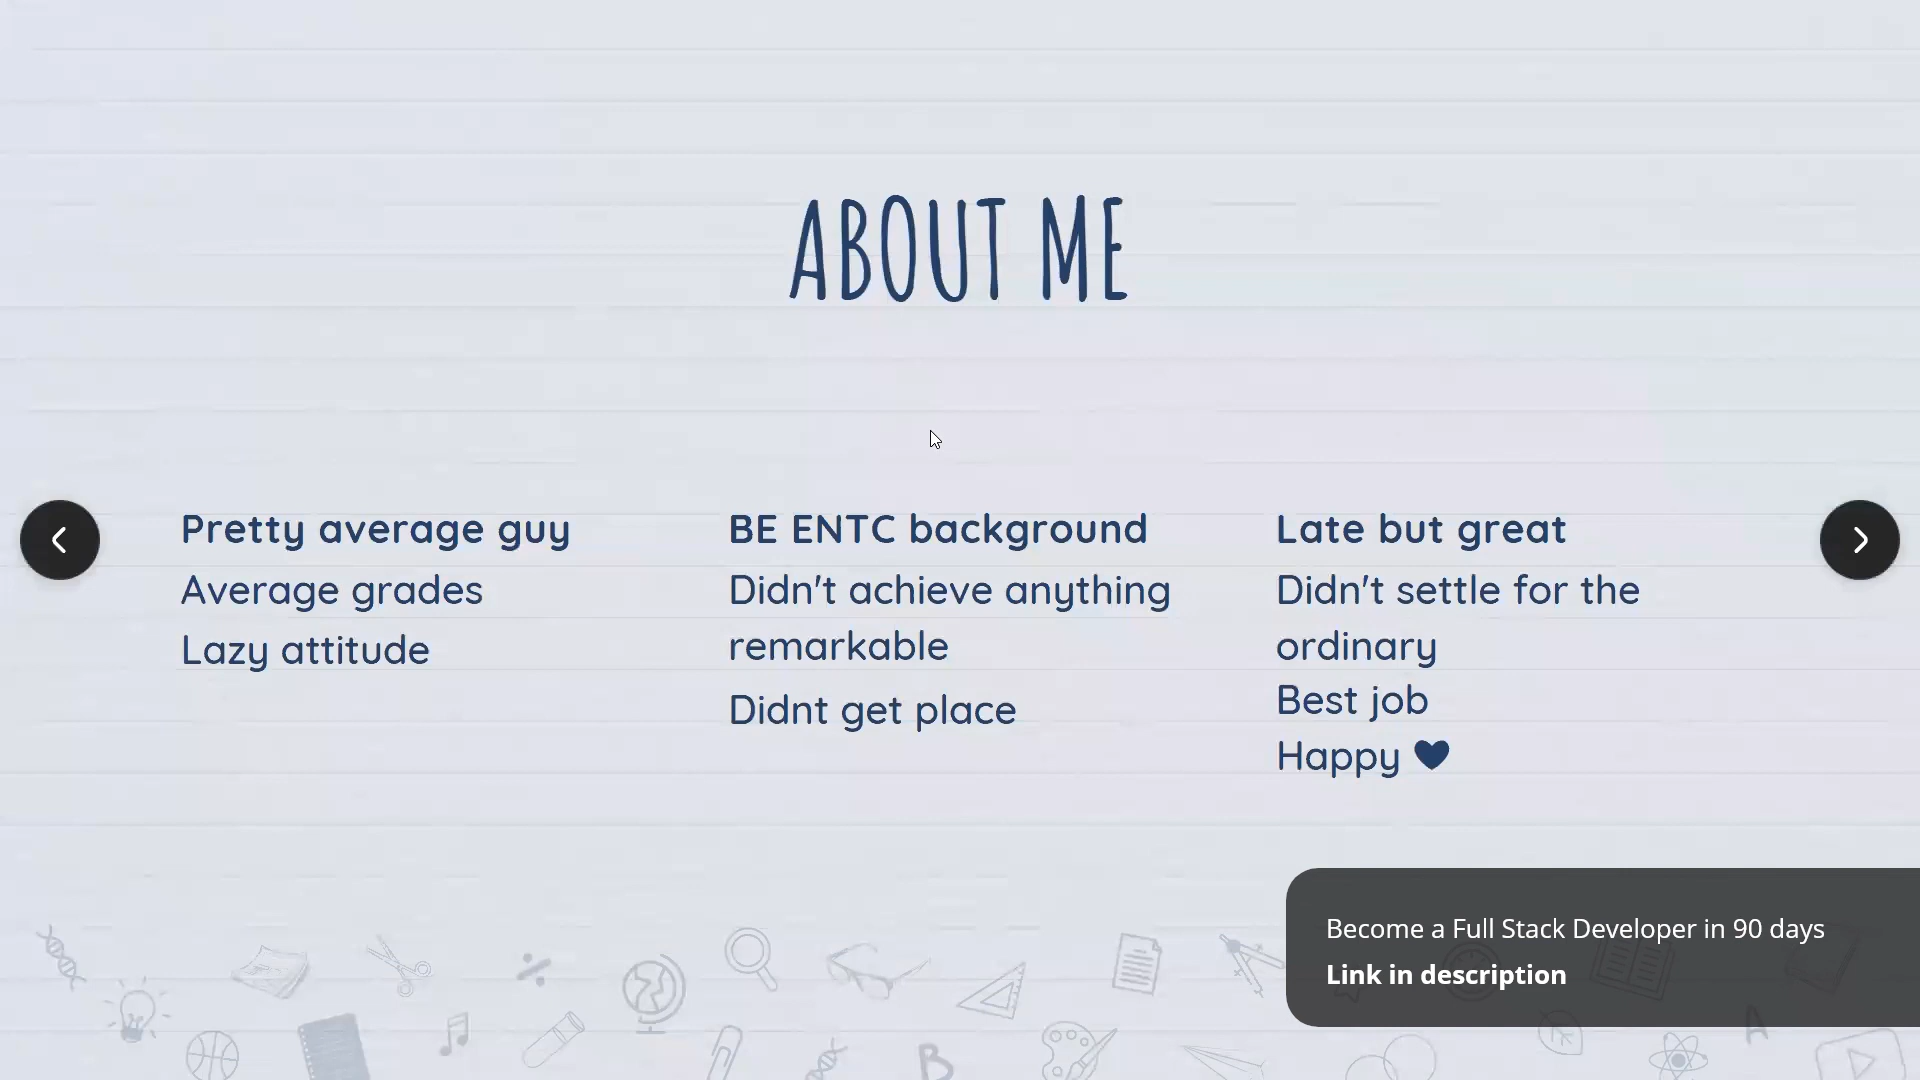 ABOUT ME
Pretty average guy
Average grades
Lazy attitude
BE ENTC background
Didn't achieve anything
remarkable
Didnt get place
Late but great
Didn't settle for the
ordinary
Best job
Happy
Become a Full Stack Developer in 90 days
Link in description
B
A